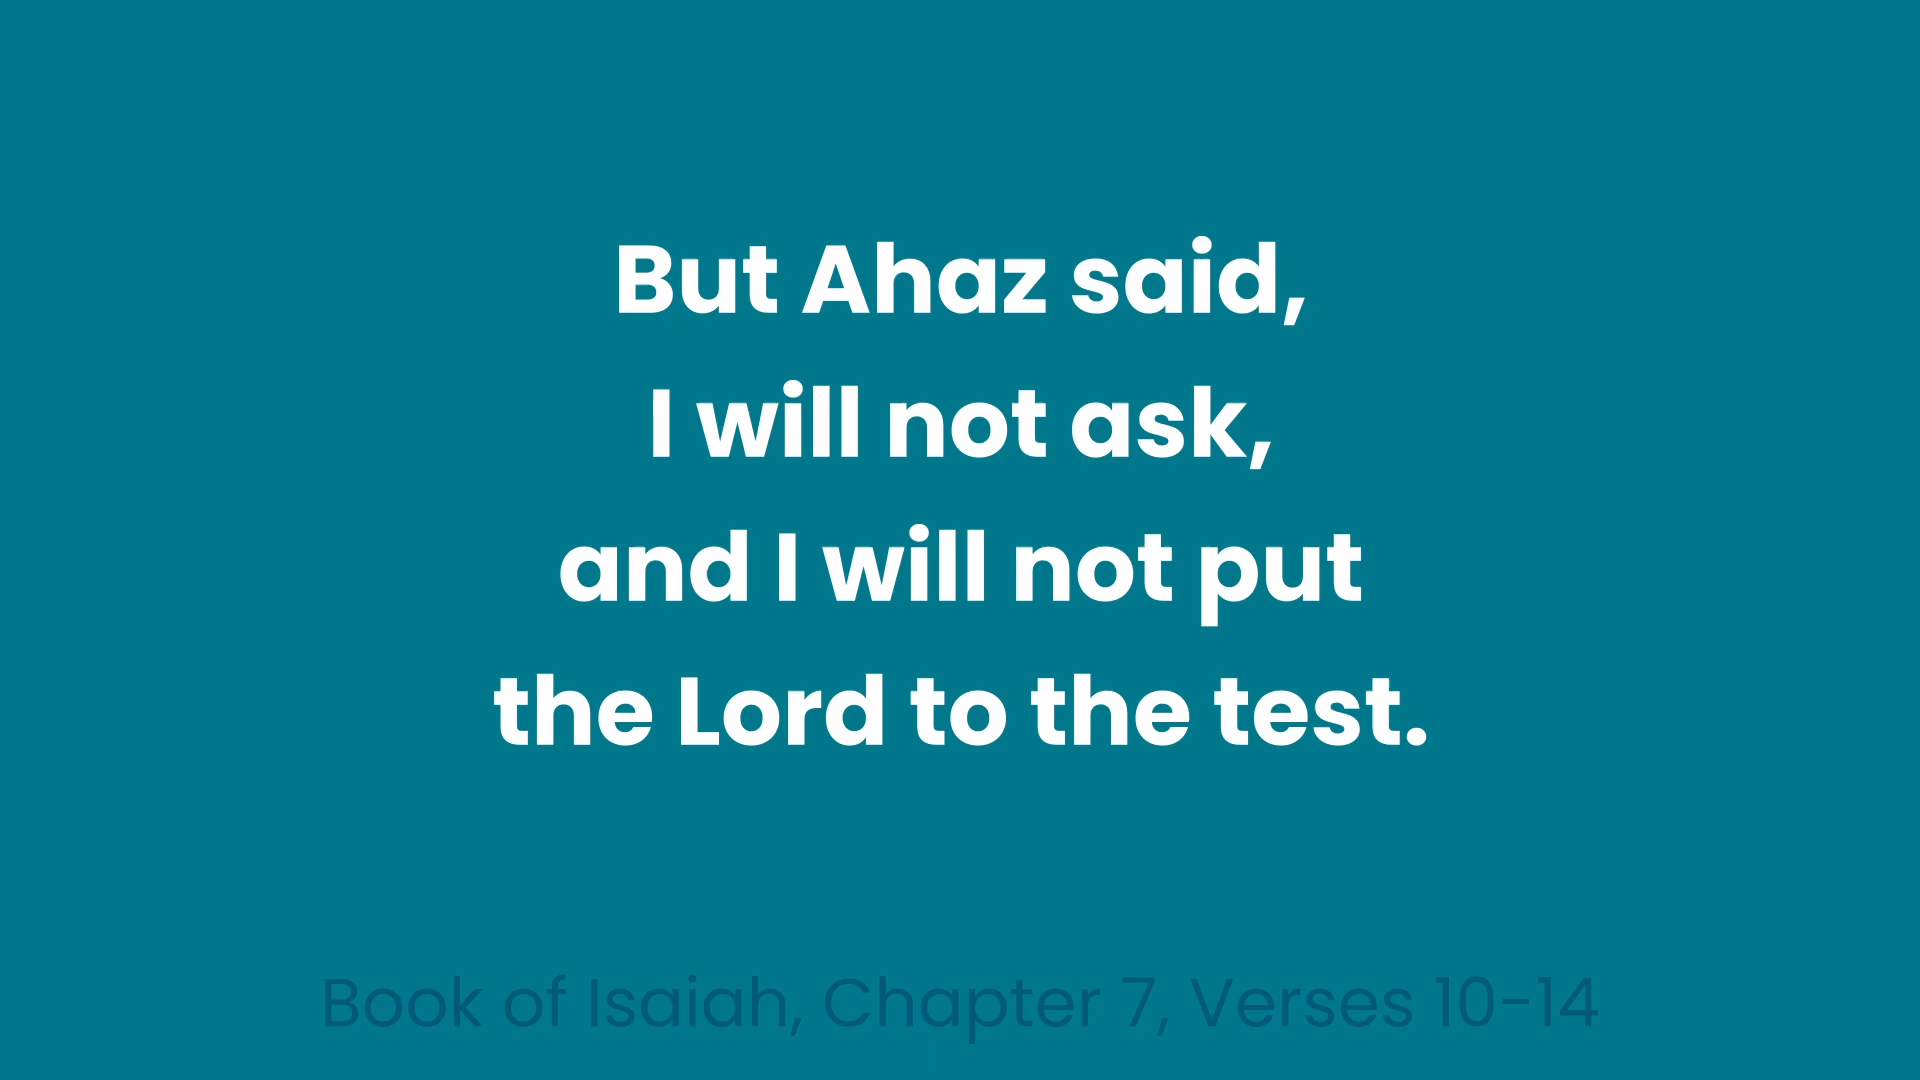 But Ahaz said,
I will not ask,
and I will not put
the Lord to the test.
Book of Isaiah, Chapter 7, Verses 10-14